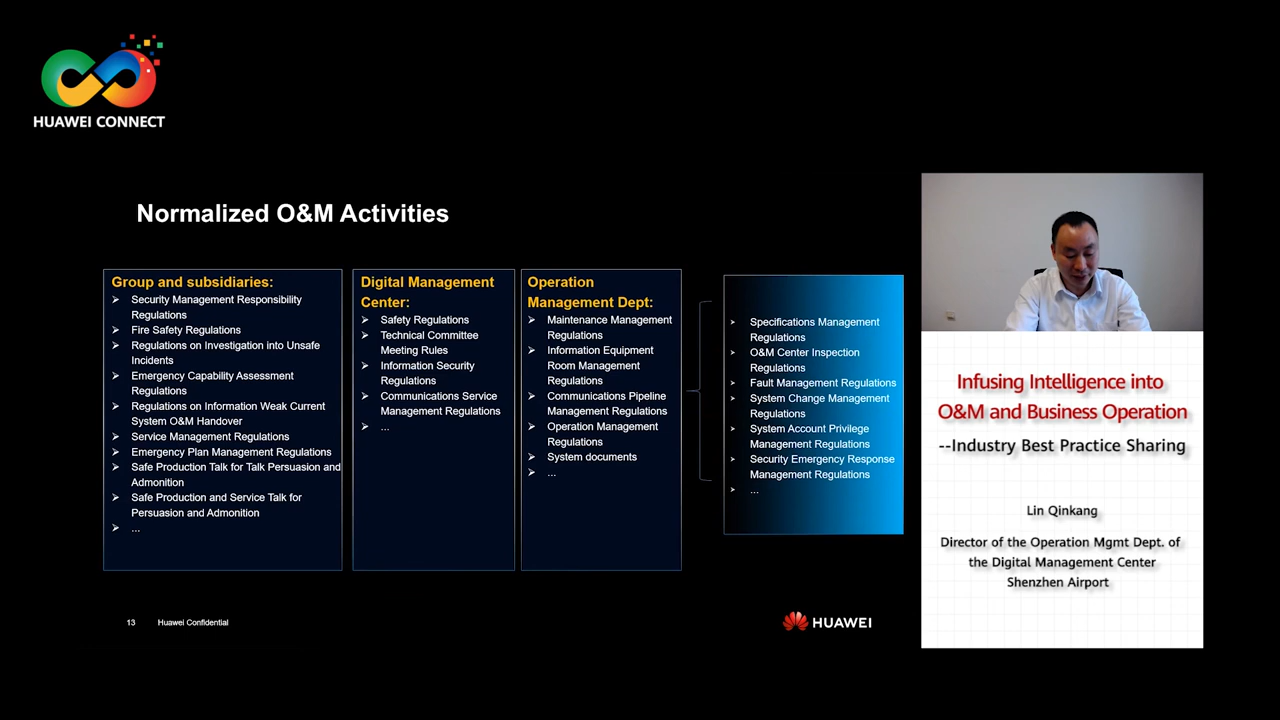 HUAWEI CONNECT
Normalized O&M Activities
Group and subsidiaries:
Security Management Responsibility
Regulations
Fire Safety Regulations
Regulations on Investigation into Unsafe
Incidents
Emergency Capability Assessment
Regulations
Regulations on Information Weak Current
System O&M Handover
Service Management Regulations
Emergency Plan Management Regulations
Safe Production Talk for Talk Persuation and
Admonition
Safe Production and Service Talk for
Persuation and Admonition
...
Digital Management
Center:
Safety Regulations
Technical Committee
Meeting Rules
Information Security
Regulations
Communications Service
Management Regulations
...
Operation
Management Dept:
Maintenance Management
Regulations
Information Equipment
Room Management
Regulations
Communications Pipeline
Management Regulations
Operation Management
Regulations
System documents
...
Specifications Management
Regulations
O&M Center Inspection
Regulations
Fault Management Regulations
System Change Management
Regulations
System Account Privilege
Management Regulations
Security Emergency Response
Management Regulations
...
Infusing Intelligence into
O&M and Business Operation
--Industry Best Practice Sharing
Lin Qinkang
Director of the Operation Mgmt Dept. of
the Digital Management Center
Shenzhen Airport
13 Huawei Confidential
HUAWEI